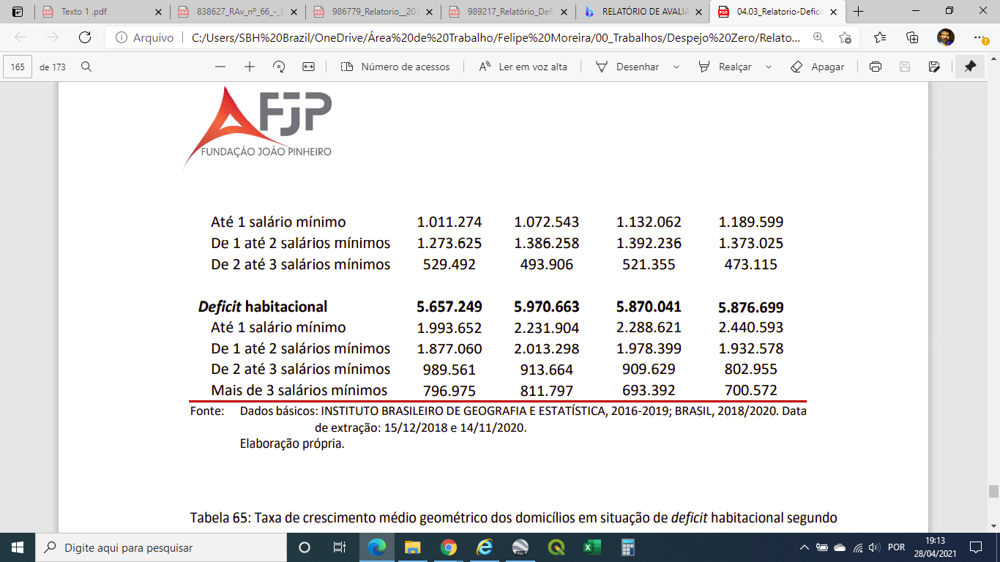 Texto 1 .pdf
838627_RAv_nº_66_-_
986779_Relatorio__20
989217_Relatório_Def
RELATÓRIO DE AVALIA
04.03_Relatorio-Deficit
Arquivo
C:/Users/SBH%20Brazil/OneDrive/Área%20de%20Trabalho/Felipe%20Moreira/00_Trabalhos/Despejo%20Zero/Relato...
165 de 173
Número de acessos
Ler em voz alta
Desenhar
Realçar
Apagar
FJP
FUNDAÇÃO JOÃO PINHEIRO
Até 1 salário mínimo 1.011.274 1.072.543 1.132.062 1.189.599
De 1 até 2 salários mínimos 1.273.625 1.386.258 1.392.236 1.373.025
De 2 até 3 salários mínimos 529.492 493.906 521.355 473.115
Deficit habitacional 5.657.249 5.970.663 5.870.041 5.876.699
Até 1 salário mínimo 1.993.652 2.231.904 2.288.621 2.440.593
De 1 até 2 salários mínimos 1.877.060 2.013.298 1.978.399 1.932.578
De 2 até 3 salários mínimos 989.561 913.664 909.629 802.955
Mais de 3 salários mínimos 796.975 811.797 693.392 700.572
Fonte: Dados básicos: INSTITUTO BRASILEIRO DE GEOGRAFIA E ESTATÍSTICA, 2016-2019; BRASIL, 2018/2020. Data
de extração: 15/12/2018 e 14/11/2020.
Elaboração própria.
Tabela 65: Taxa de crescimento médio geométrico dos domicílios em situação de deficit habitacional segundo
Digite aqui para pesquisar
POR
19:13
28/04/2021